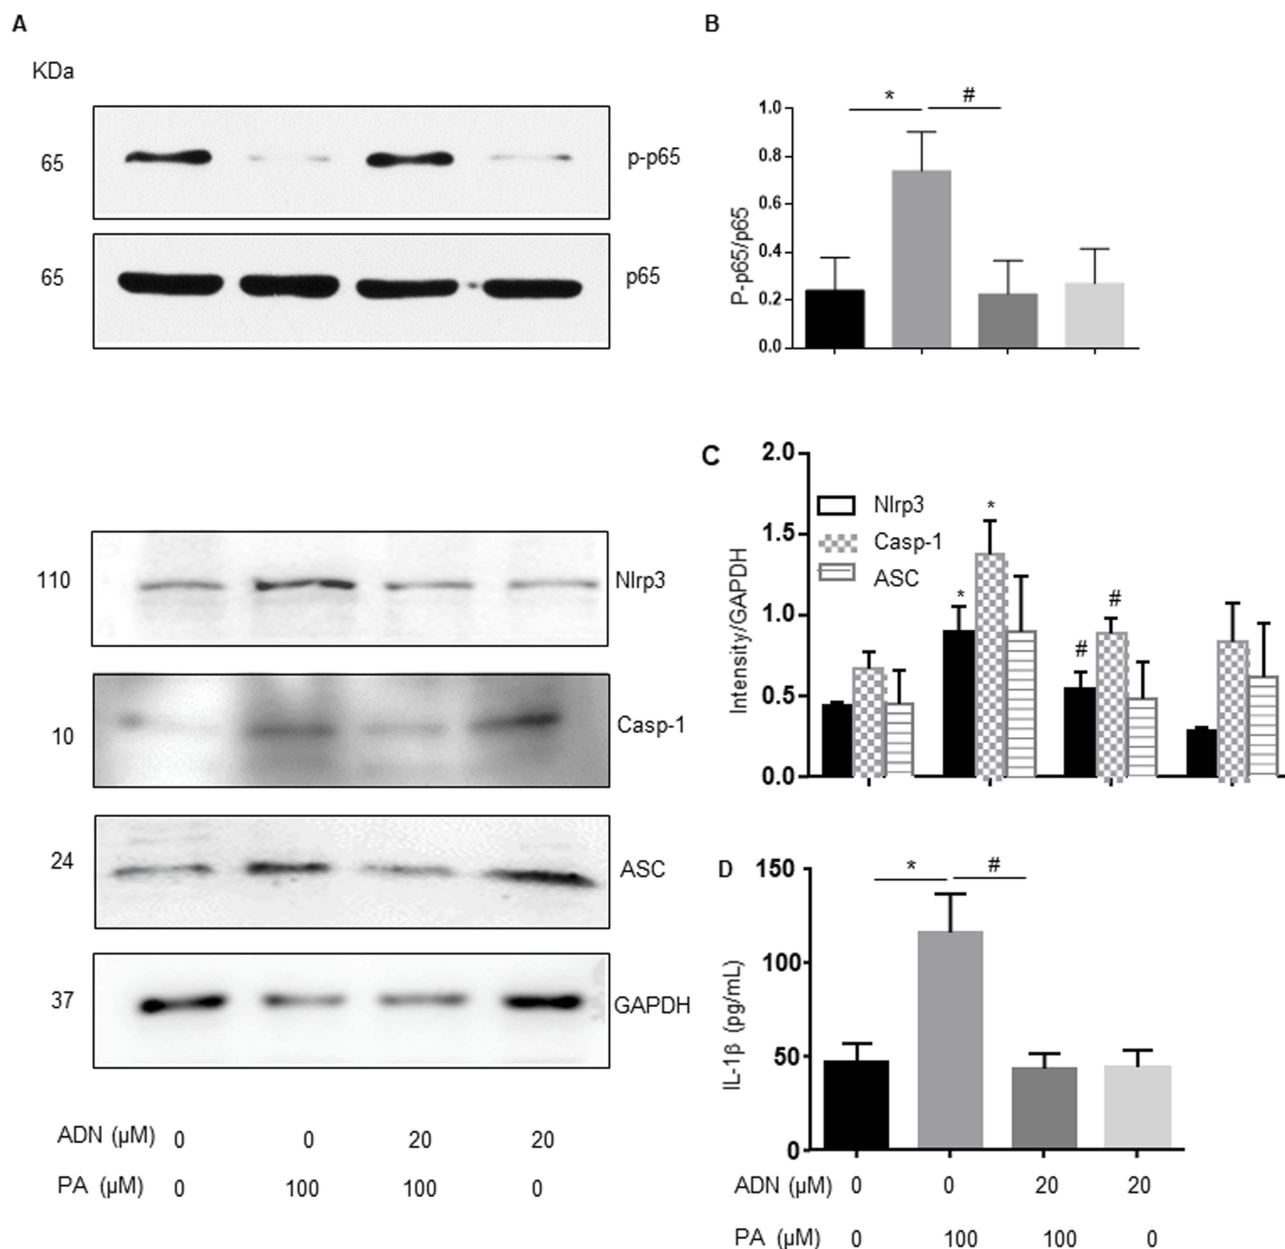 A
KDa
65 p-p65
65 p65
110 Nlrp3
10 Casp-1
24 ASC
37 GAPDH
ADN (µM) 0 0 20 20
PA (µM) 0 100 100 0
B
* #
1.0
0.8
0.6
0.4
0.2
0.0
P-p65/p65
C
2.0
1.5
1.0
0.5
0.0
Intensity/GAPDH
Nlrp3
Casp-1
ASC
*
*
#
#
D
* #
150
100
50
0
IL-1β (pg/mL)
ADN (µM) 0 0 20 20
PA (µM) 0 100 100 0